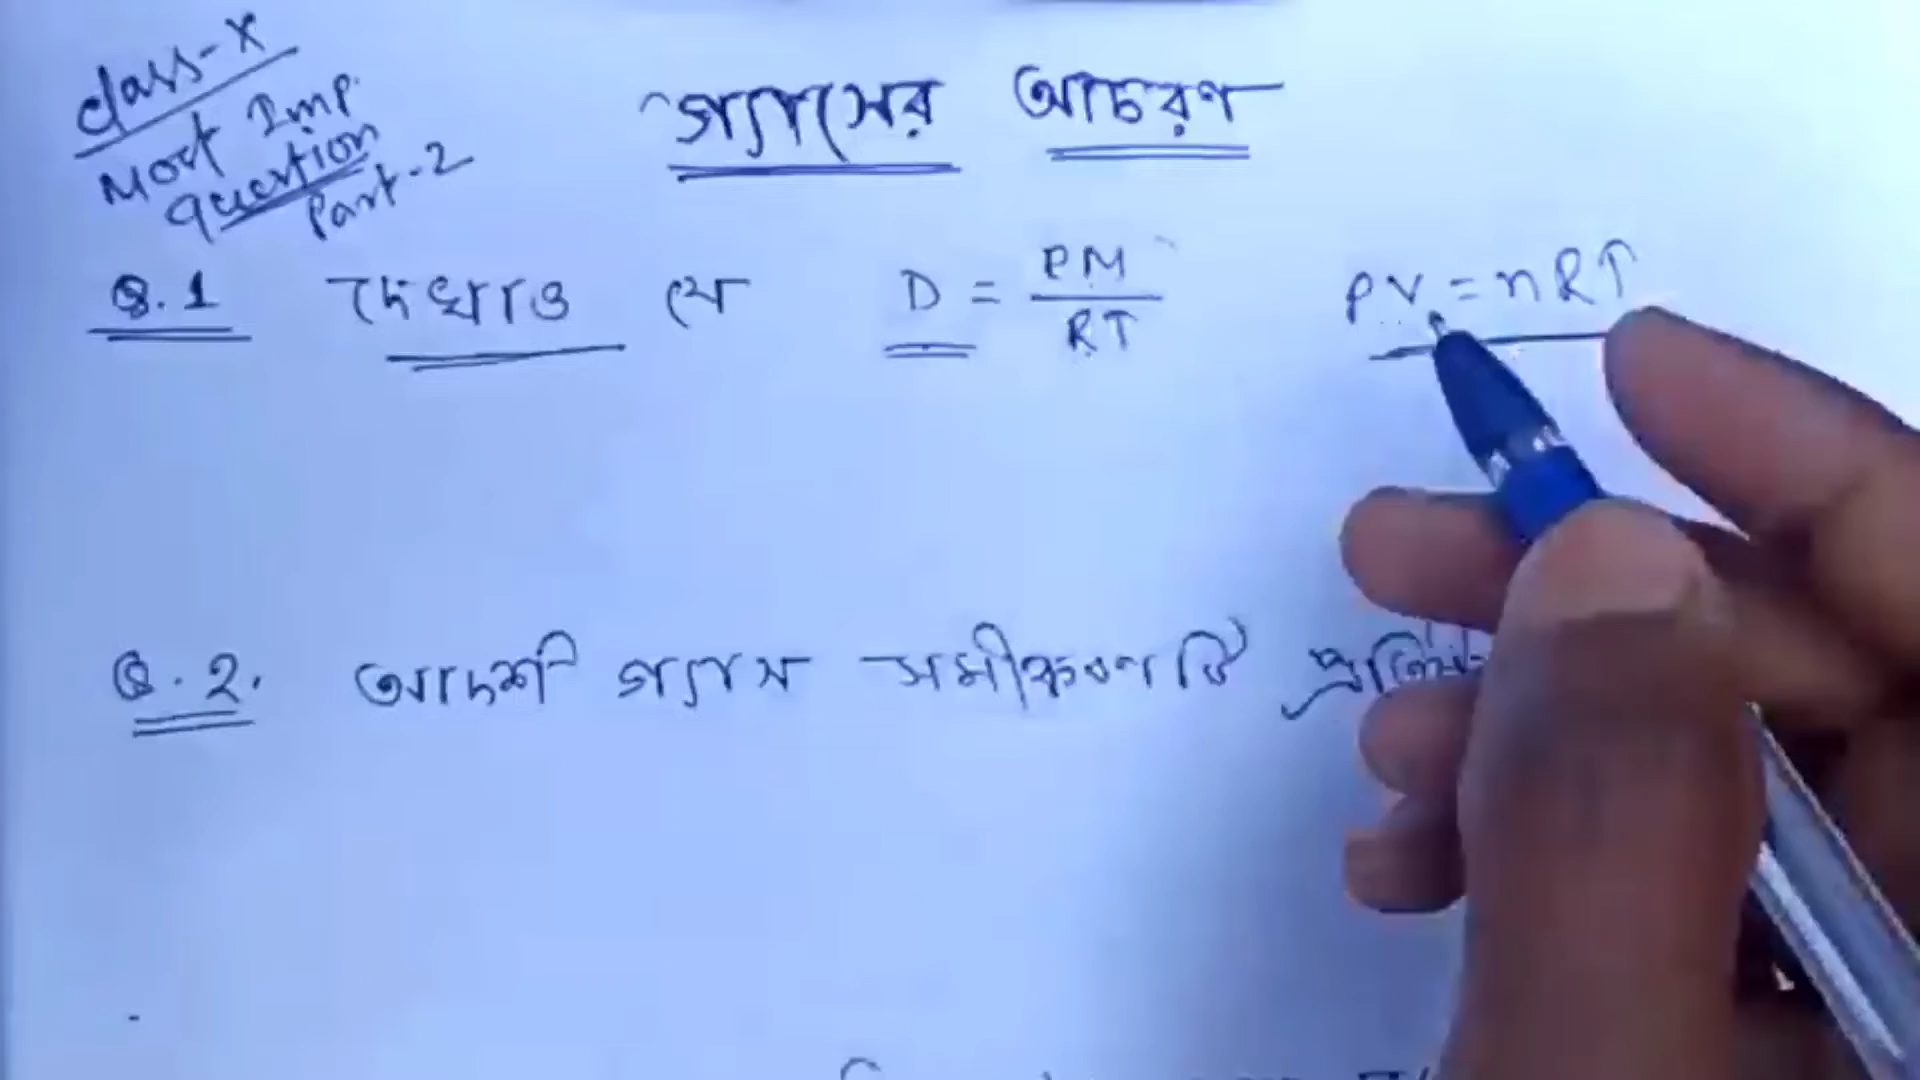 class-X
Most Imp.
Question
Part-2
গ্যাসের আচরণ
Q.1 দেখাও যে D = PM/RT PV = nRT
Q.2. আদর্শ গ্যাস সমীকরণটি